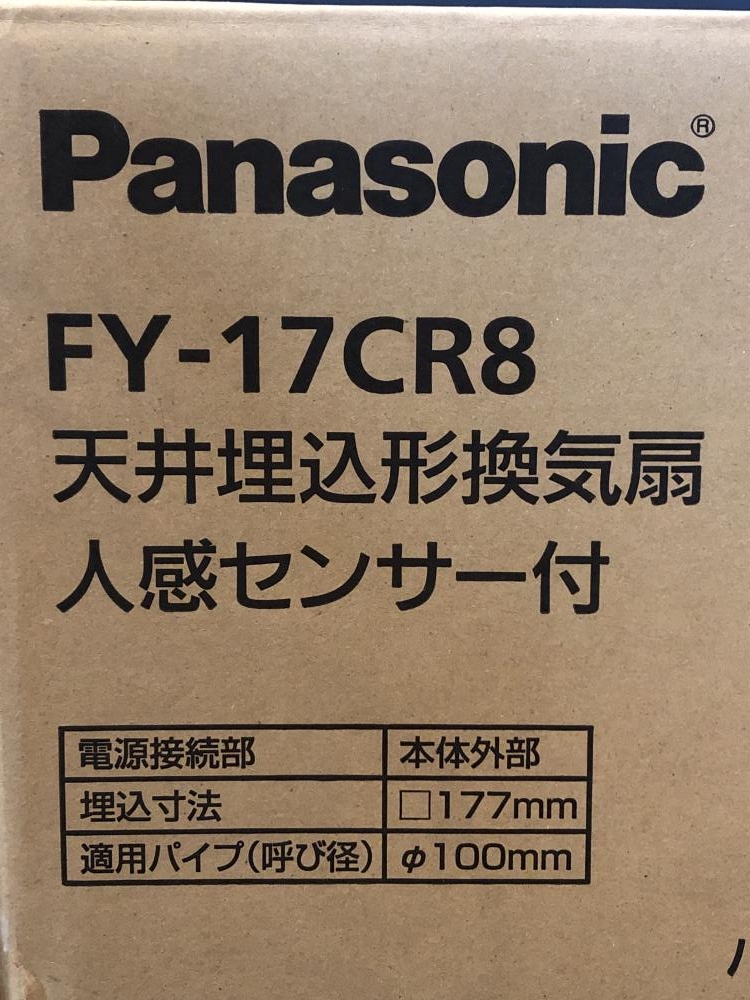 Panasonic®
FY-17CR8
天井埋込形換気扇
人感センサー付
電源接続部 本体外部
埋込寸法 □177mm
適用パイプ(呼び径) φ100mm